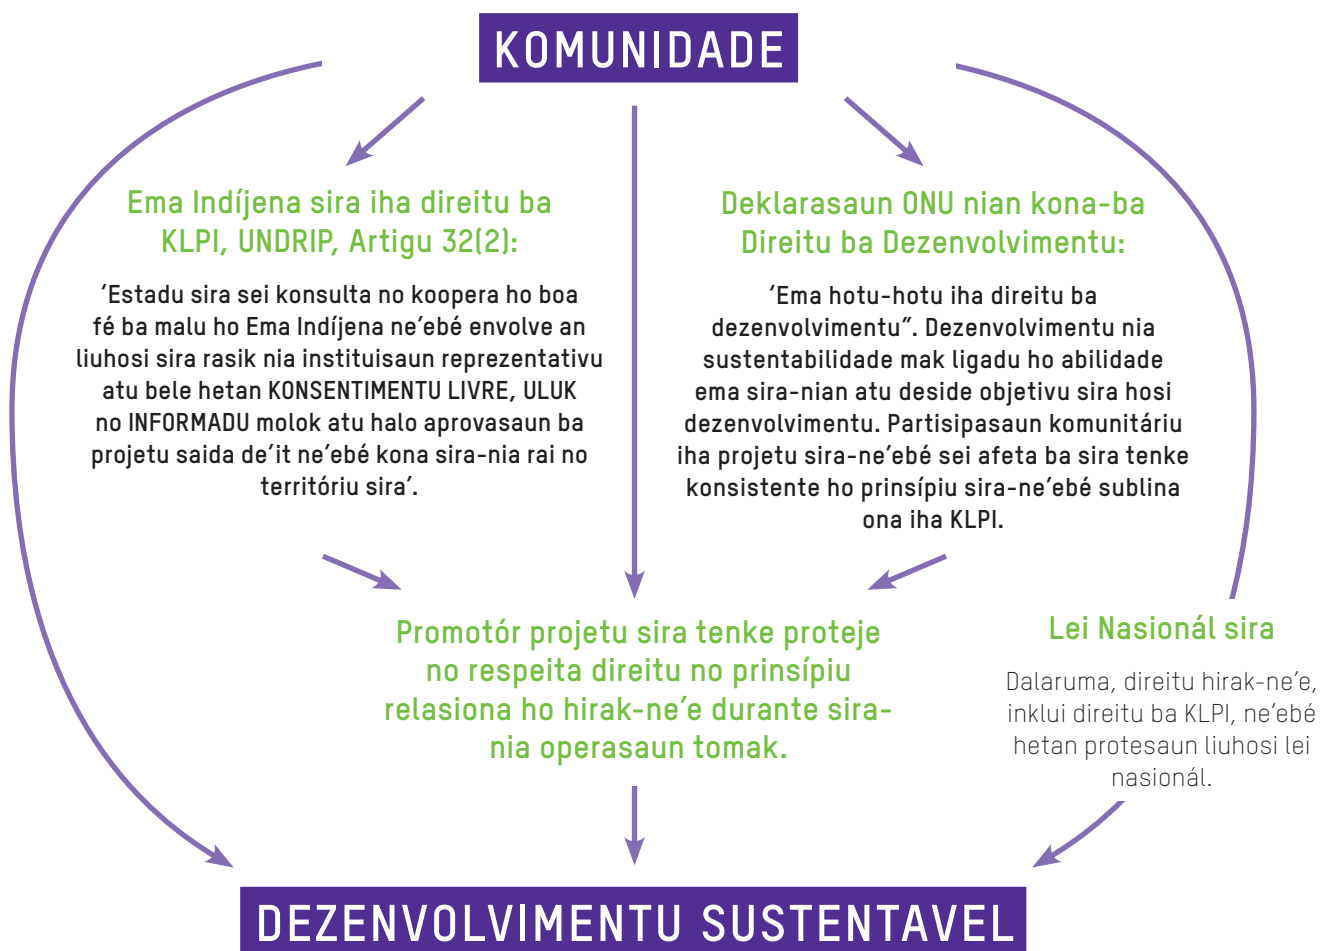 KOMUNIDADE
Ema Indíjena sira iha direitu ba
KLPI, UNDRIP, Artigu 32(2):
‘Estadu sira sei konsulta no koopera ho boa
fé ba malu ho Ema Indíjena ne’ebé envolve an
liuhosi sira rasik nia instituisaun reprezentativu
atu bele hetan KONSENTIMENTU LIVRE, ULUK
no INFORMADU molok atu halo aprovasaun ba
projetu saida de’it ne’ebé kona sira-nia rai no
território sira’.
Deklarasaun ONU nian kona-ba
Direitu ba Dezenvolvimentu:
‘Ema hotu-hotu iha direitu ba
dezenvolvimentu”. Dezenvolvimentu nia
sustentabilidade mak ligadu ho abilidade
ema sira-nian atu deside objetivu sira hosi
dezenvolvimentu. Partisipasaun komunitáriu
iha projetu sira-ne’ebé sei afeta ba sira tenke
konsistente ho prinsípiu sira-ne’ebé sublina
ona iha KLPI.
Promotór projetu sira tenke proteje
no respeita direitu no prinsípiu
relasiona ho hirak-ne’e durante sira-
nia operasaun tomak.
Lei Nasionál sira
Dalaruma, direitu hirak-ne’e,
inklui direitu ba KLPI, ne’ebé
hetan protesaun liuhosi lei
nasionál.
DEZENVOLVIMENTU SUSTENTAVEL